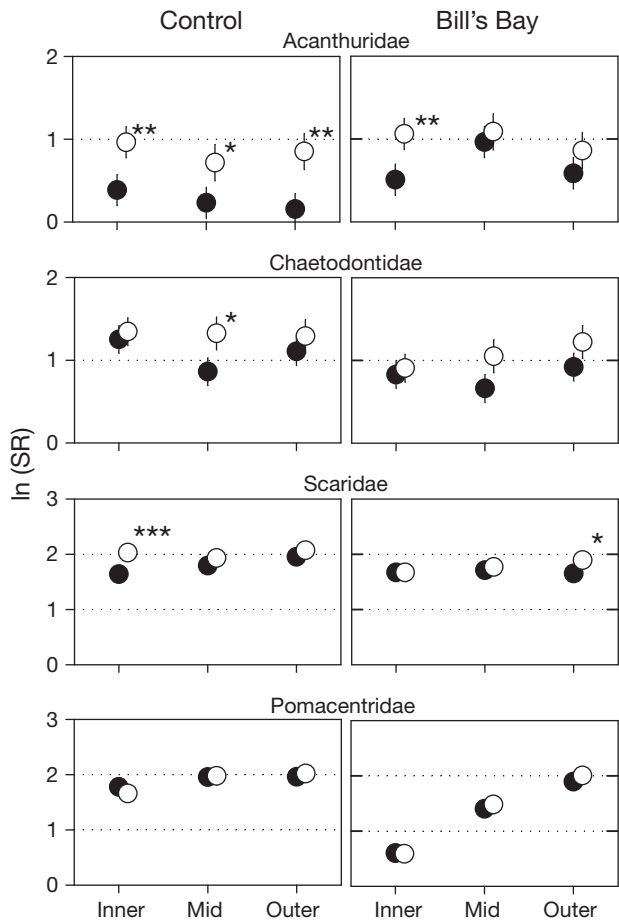 Control
Bill's Bay
Acanthuridae
2
1
0
**
*
**
**
Chaetodontidae
2
1
0
*
ln (SR)
Scaridae
3
2
1
0
***
*
Pomacentridae
3
2
1
0
Inner Mid Outer
Inner Mid Outer